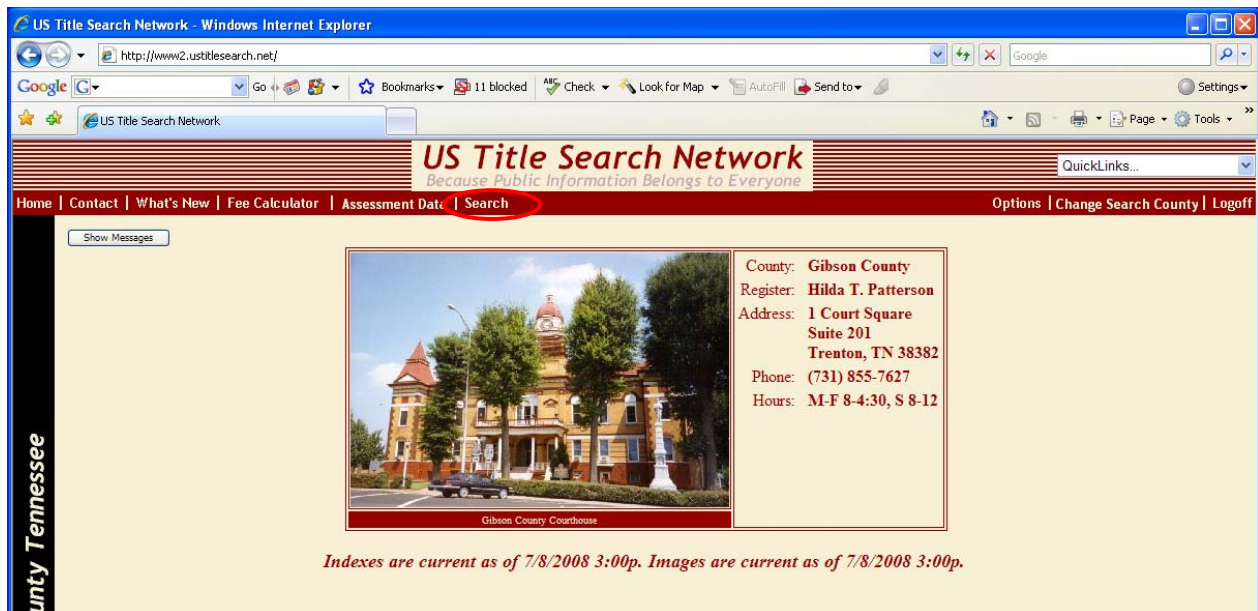 US Title Search Network - Windows Internet Explorer
http://www2.ustitlesearch.net/
Google
Google G Go Bookmarks 11 blocked Check Look for Map AutoFill Send to Settings
US Title Search Network
Page Tools »
US Title Search Network
Because Public Information Belongs to Everyone
QuickLinks...
Home | Contact | What's New | Fee Calculator | Assessment Data | Search Options | Change Search County | Logoff
Show Messages
County: Gibson County
Register: Hilda T. Patterson
Address: 1 Court Square
Suite 201
Trenton, TN 38382
Phone: (731) 855-7627
Hours: M-F 8-4:30, S 8-12
Gibson County Courthouse
unty Tennessee
Indexes are current as of 7/8/2008 3:00p. Images are current as of 7/8/2008 3:00p.